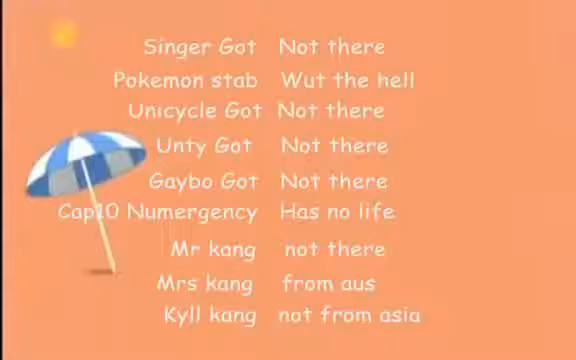 Singer Got Not there
Pokemon stab Wut the hell
Unicycle Got Not there
Unty Got Not there
Gaybo Got Not there
Cap10 Numergency Has no life
Mr kang not there
Mrs kang from aus
Kyll kang not from asia